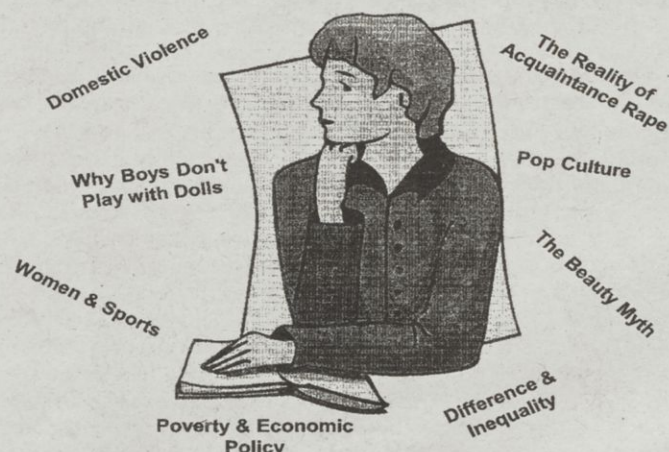 Domestic Violence
The Reality of
Acquaintance Rape
Why Boys Don't
Play with Dolls
Pop Culture
Women & Sports
The Beauty Myth
Difference &
Inequality
Poverty & Economic
Policy